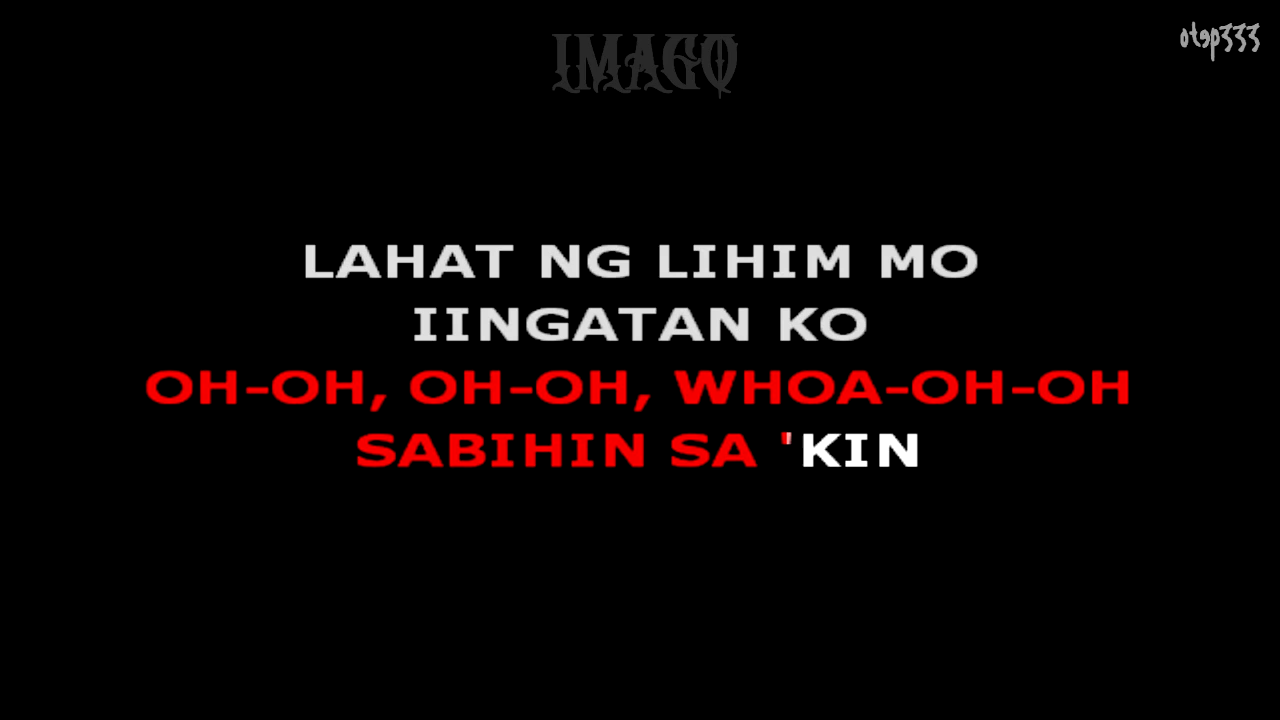 IMAGO
otep333
LAHAT NG LIHIM MO
IINGATAN KO
OH-OH, OH-OH, WHOA-OH-OH
SABIHIN SA 'KIN